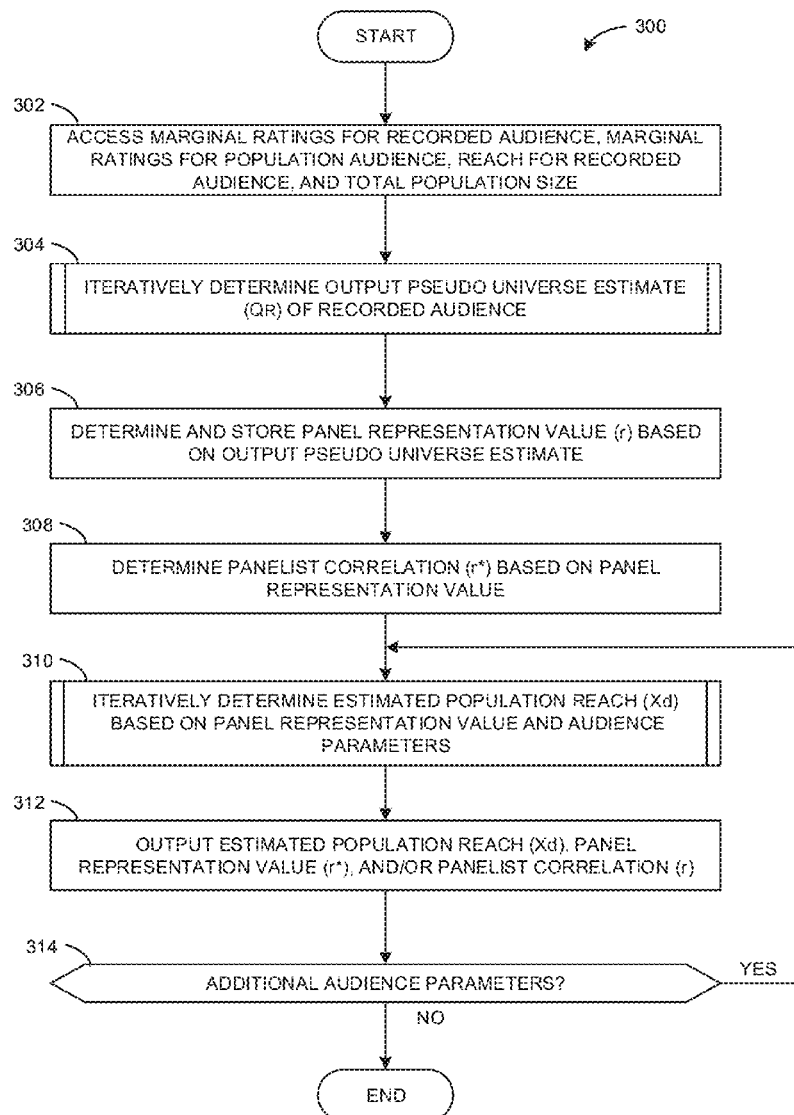 START
300
302
ACCESS MARGINAL RATINGS FOR RECORDED AUDIENCE, MARGINAL
RATINGS FOR POPULATION AUDIENCE, REACH FOR RECORDED
AUDIENCE, AND TOTAL POPULATION SIZE
304
ITERATIVELY DETERMINE OUTPUT PSEUDO UNIVERSE ESTIMATE
(QR) OF RECORDED AUDIENCE
306
DETERMINE AND STORE PANEL REPRESENTATION VALUE (r) BASED
ON OUTPUT PSEUDO UNIVERSE ESTIMATE
308
DETERMINE PANELIST CORRELATION (r*) BASED ON PANEL
REPRESENTATION VALUE
310
ITERATIVELY DETERMINE ESTIMATED POPULATION REACH (Xd)
BASED ON PANEL REPRESENTATION VALUE AND AUDIENCE
PARAMETERS
312
OUTPUT ESTIMATED POPULATION REACH (Xd), PANEL
REPRESENTATION VALUE (r*), AND/OR PANELIST CORRELATION (r)
314
ADDITIONAL AUDIENCE PARAMETERS?
YES
NO
END